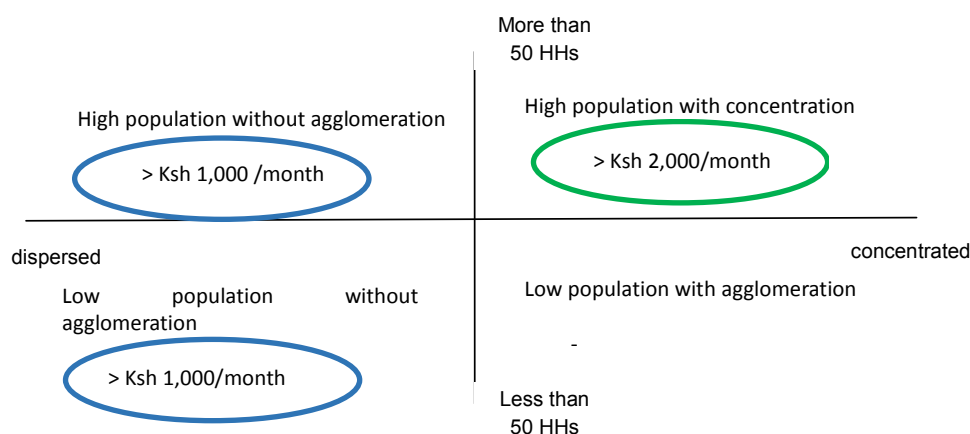 More than
50 HHs
High population without agglomeration
> Ksh 1,000 /month
High population with concentration
> Ksh 2,000/month
dispersed
concentrated
Low population without
agglomeration
> Ksh 1,000/month
Low population with agglomeration
-
Less than
50 HHs